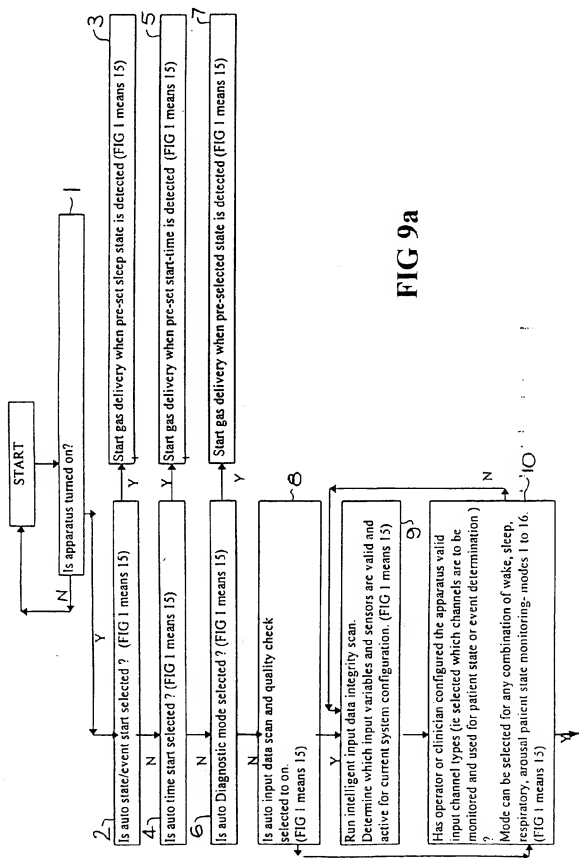 START
Is apparatus turned on?
1
N
Y
2
Is auto state/event start selected ? (FIG 1 means 15)
Y
Start gas delivery when pre-set sleep state is detected (FIG 1 means 15)
3
N
4
Is auto time start selected ? (FIG 1 means 15)
Y
Start gas delivery when pre-set start-time is detected (FIG 1 means 15)
5
N
6
Is auto Diagnostic mode selected ? (FIG 1 means 15)
Y
Start gas delivery when pre-selected state is detected (FIG 1 means 15)
7
N
Is auto input data scan and quality check
selected to on.
(FIG 1 means 15)
8
Y
Run intelligent input data integrity scan.
Determine which input variables and sensors are valid and
active for current system configuration. (FIG 1 means 15)
9
N
Has operator or clinician configured the apparatus valid
input channel types (ie selected which channels are to be
monitored and used for patient state or event determination )
?
Mode can be selected for any combination of wake, sleep,
respiratory, arousal patient state monitoring- modes 1 to 16.
(FIG 1 means 15)
10
Y
FIG 9a